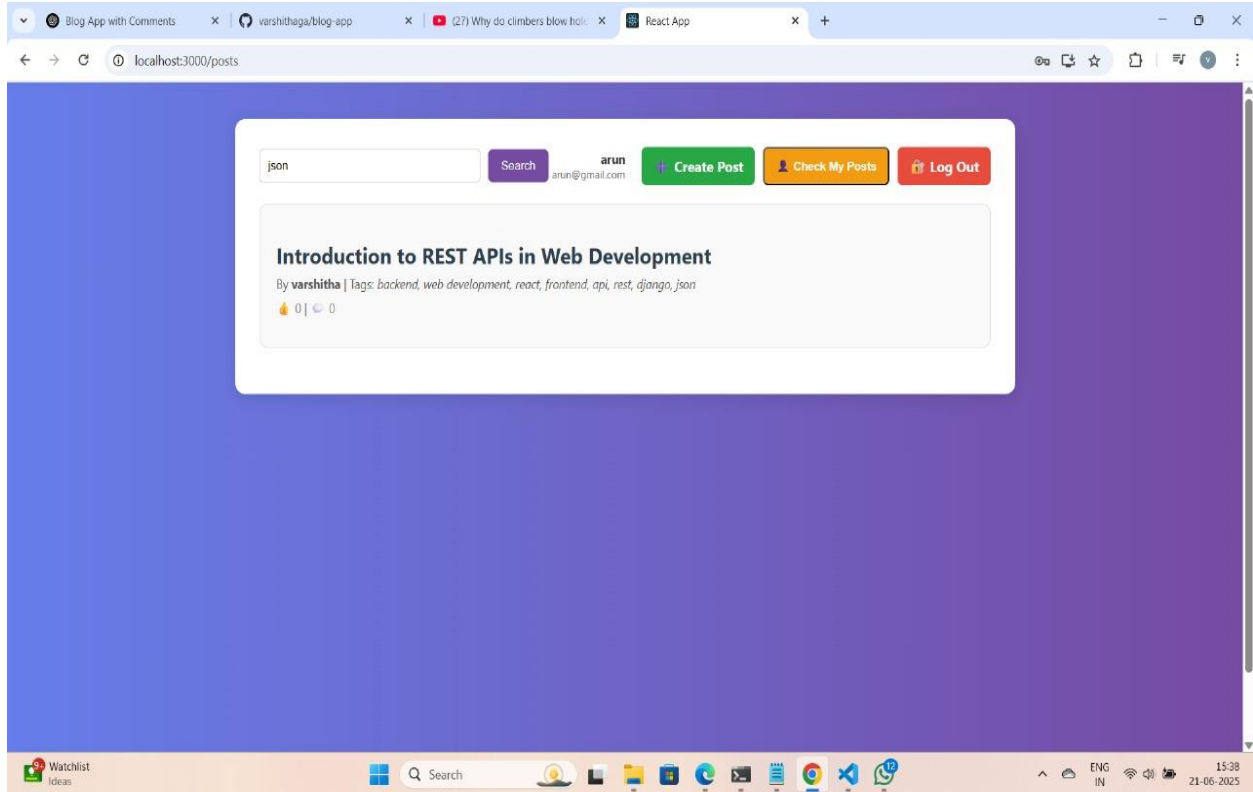 Blog App with Comments
varshithaga/blog-app
(27) Why do climbers blow hole
React App
localhost:3000/posts
V
json
Search
arun
arun@gmail.com
Create Post
Check My Posts
Log Out
Introduction to REST APIs in Web Development
By varshitha | Tags: backend, web development, react, frontend, api, rest, django, json
0 | 0
9+
Watchlist
Ideas
Search
12
ENG
IN
15:38
21-06-2025